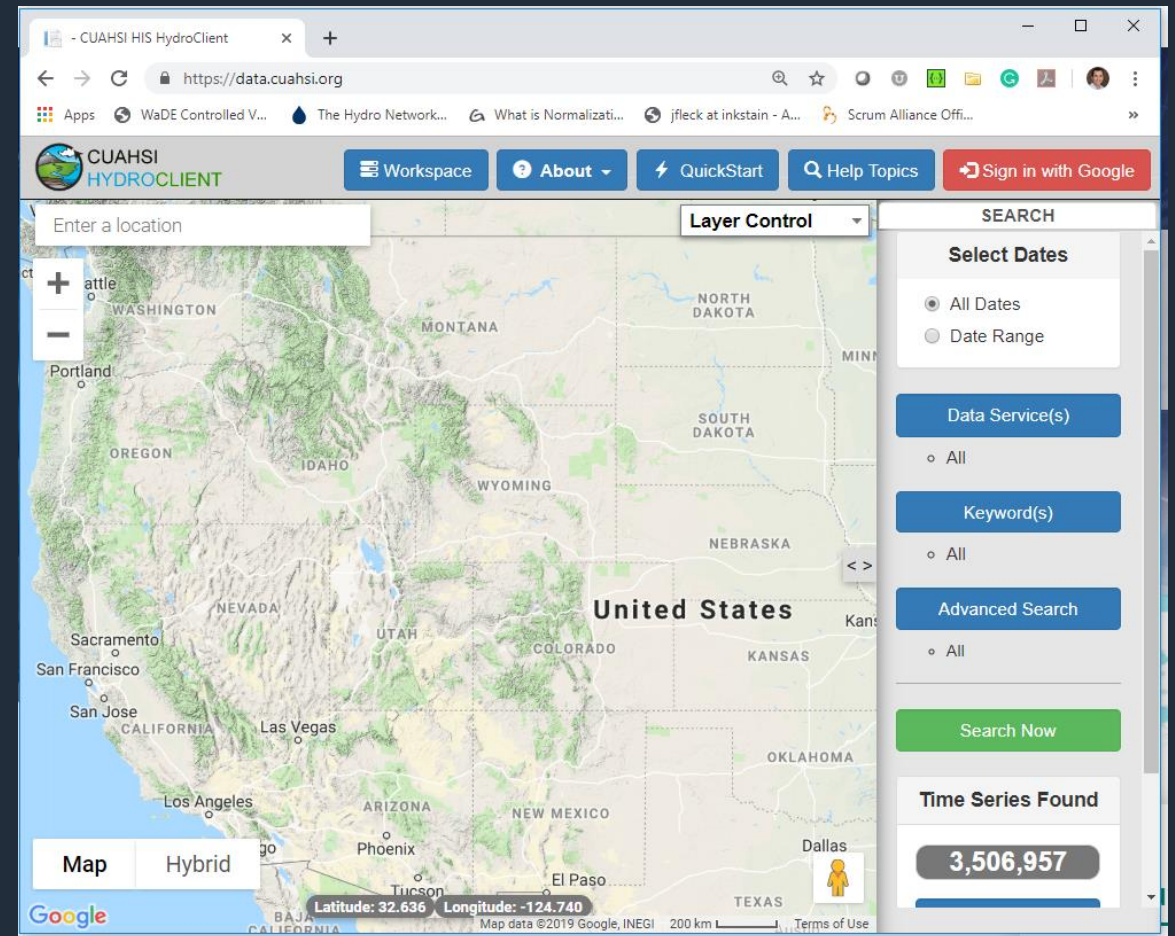 - CUAHSI HIS HydroClient
https://data.cuahsi.org
Apps WaDE Controlled V... The Hydro Network... What is Normalizati... jfleck at inkstain - A... Scrum Alliance Offi... »
CUAHSI
HYDROCLIENT
Workspace About QuickStart Help Topics Sign in with Google
Enter a location
Layer Control
SEARCH
Select Dates
All Dates
Date Range
Data Service(s)
All
Keyword(s)
All
Advanced Search
All
Search Now
Time Series Found
3,506,957
+
−
attle
WASHINGTON
MONTANA
NORTH
DAKOTA
MINN
Portland
SOUTH
DAKOTA
OREGON
IDAHO
WYOMING
NEBRASKA
< >
NEVADA
United States
Kans
Sacramento
UTAH
COLORADO
KANSAS
San Francisco
San Jose
CALIFORNIA
Las Vegas
OKLAHOMA
Los Angeles
ARIZONA
NEW MEXICO
go
Phoenix
Dallas
Map Hybrid
Tucson
El Paso
TEXAS
Latitude: 32.636 Longitude: -124.740
Google
BAJA
CALIFORNIA
Map data ©2019 Google, INEGI 200 km Terms of Use